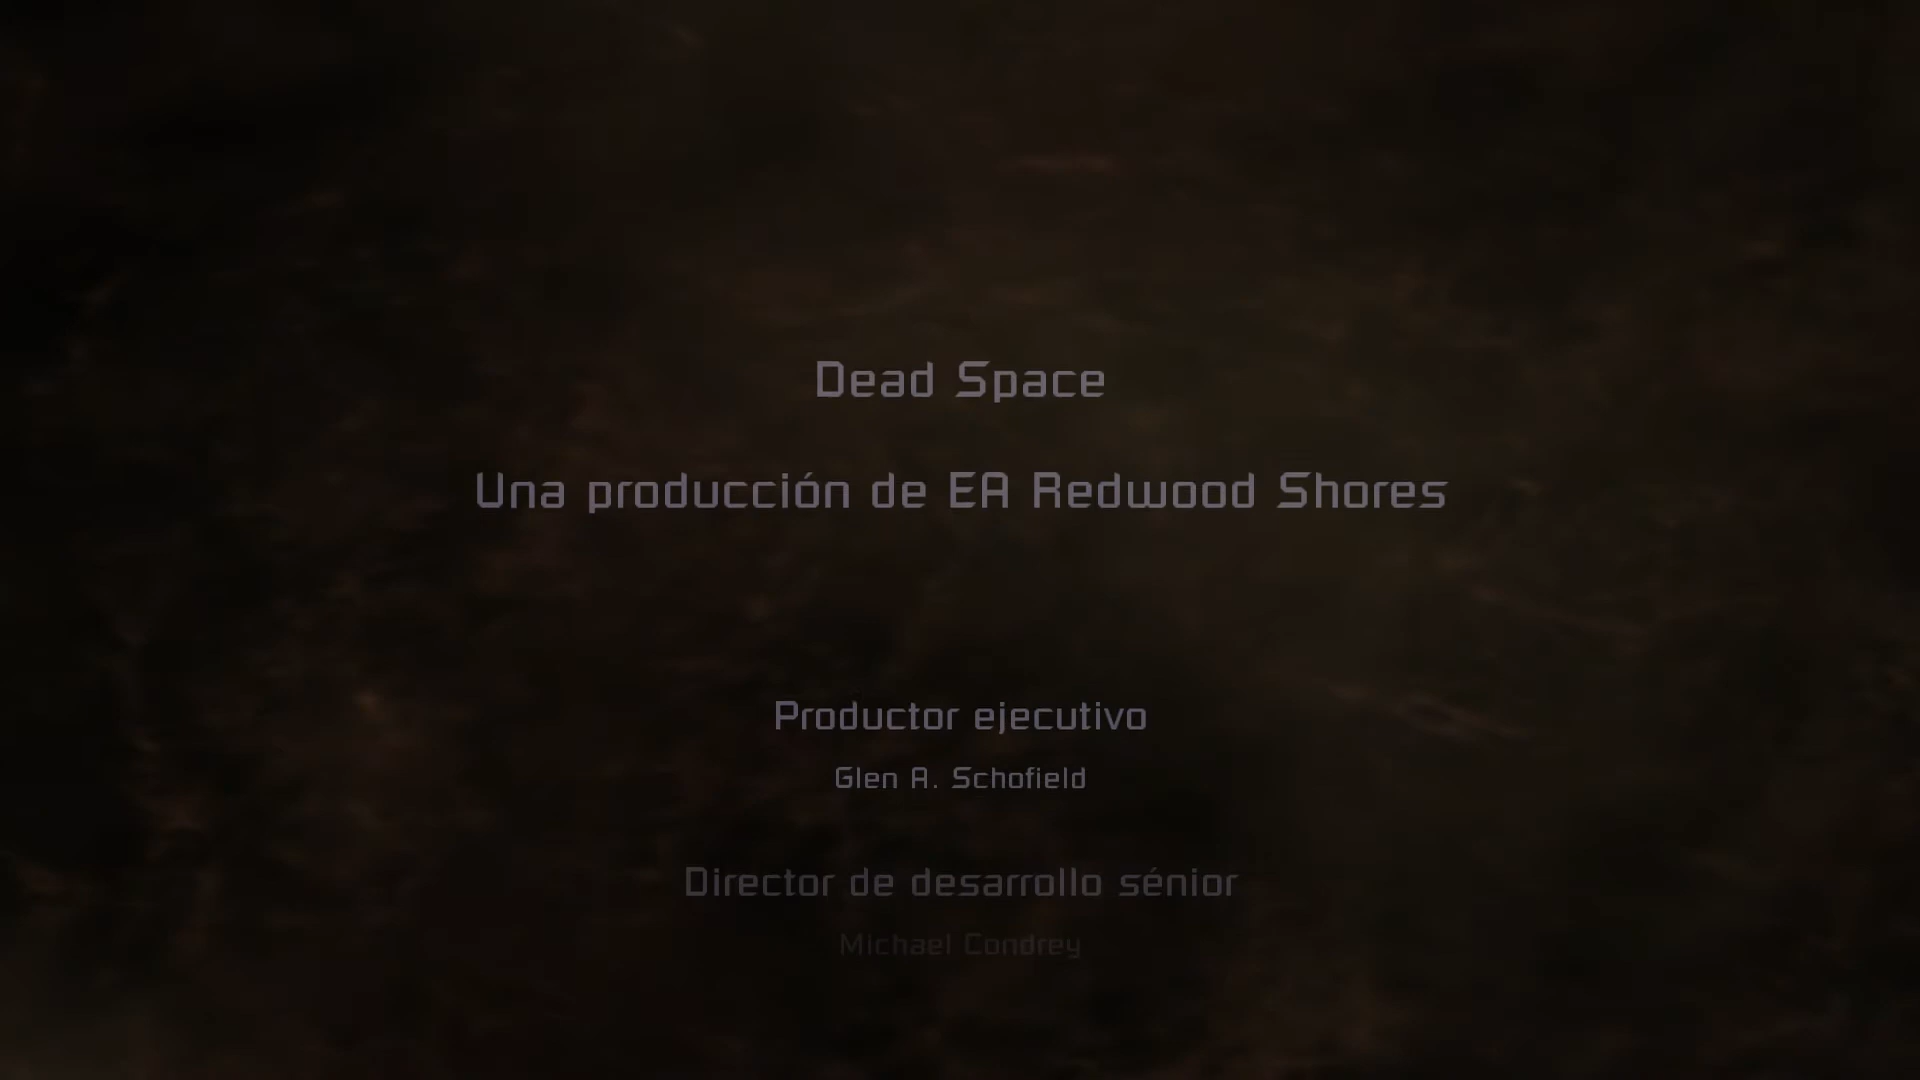 Dead Space
Una producción de EA Redwood Shores
Productor ejecutivo
Glen A. Schofield
Director de desarrollo sénior
Michael Condrey